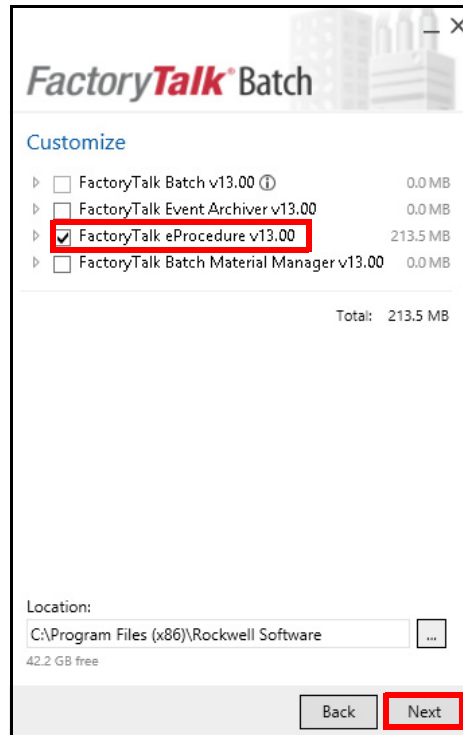 FactoryTalk® Batch
Customize
FactoryTalk Batch v13.00 ⓘ 0.0 MB
FactoryTalk Event Archiver v13.00 0.0 MB
FactoryTalk eProcedure v13.00 213.5 MB
FactoryTalk Batch Material Manager v13.00 0.0 MB
Total: 213.5 MB
Location:
C:\Program Files (x86)\Rockwell Software ...
42.2 GB free
Back Next